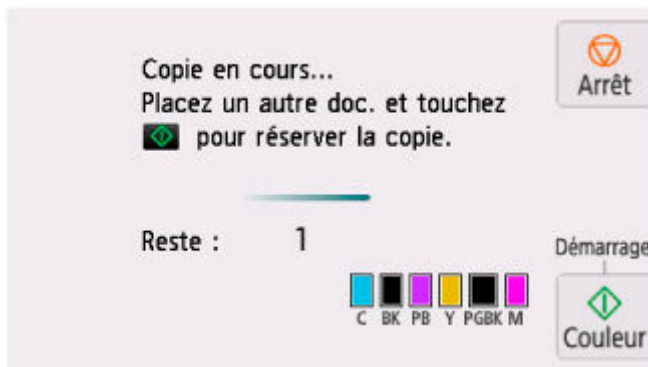 Copie en cours...
Placez un autre doc. et touchez
pour réserver la copie.
Arrêt
Reste : 1
C BK PB Y PGBK M
Démarrage
Couleur